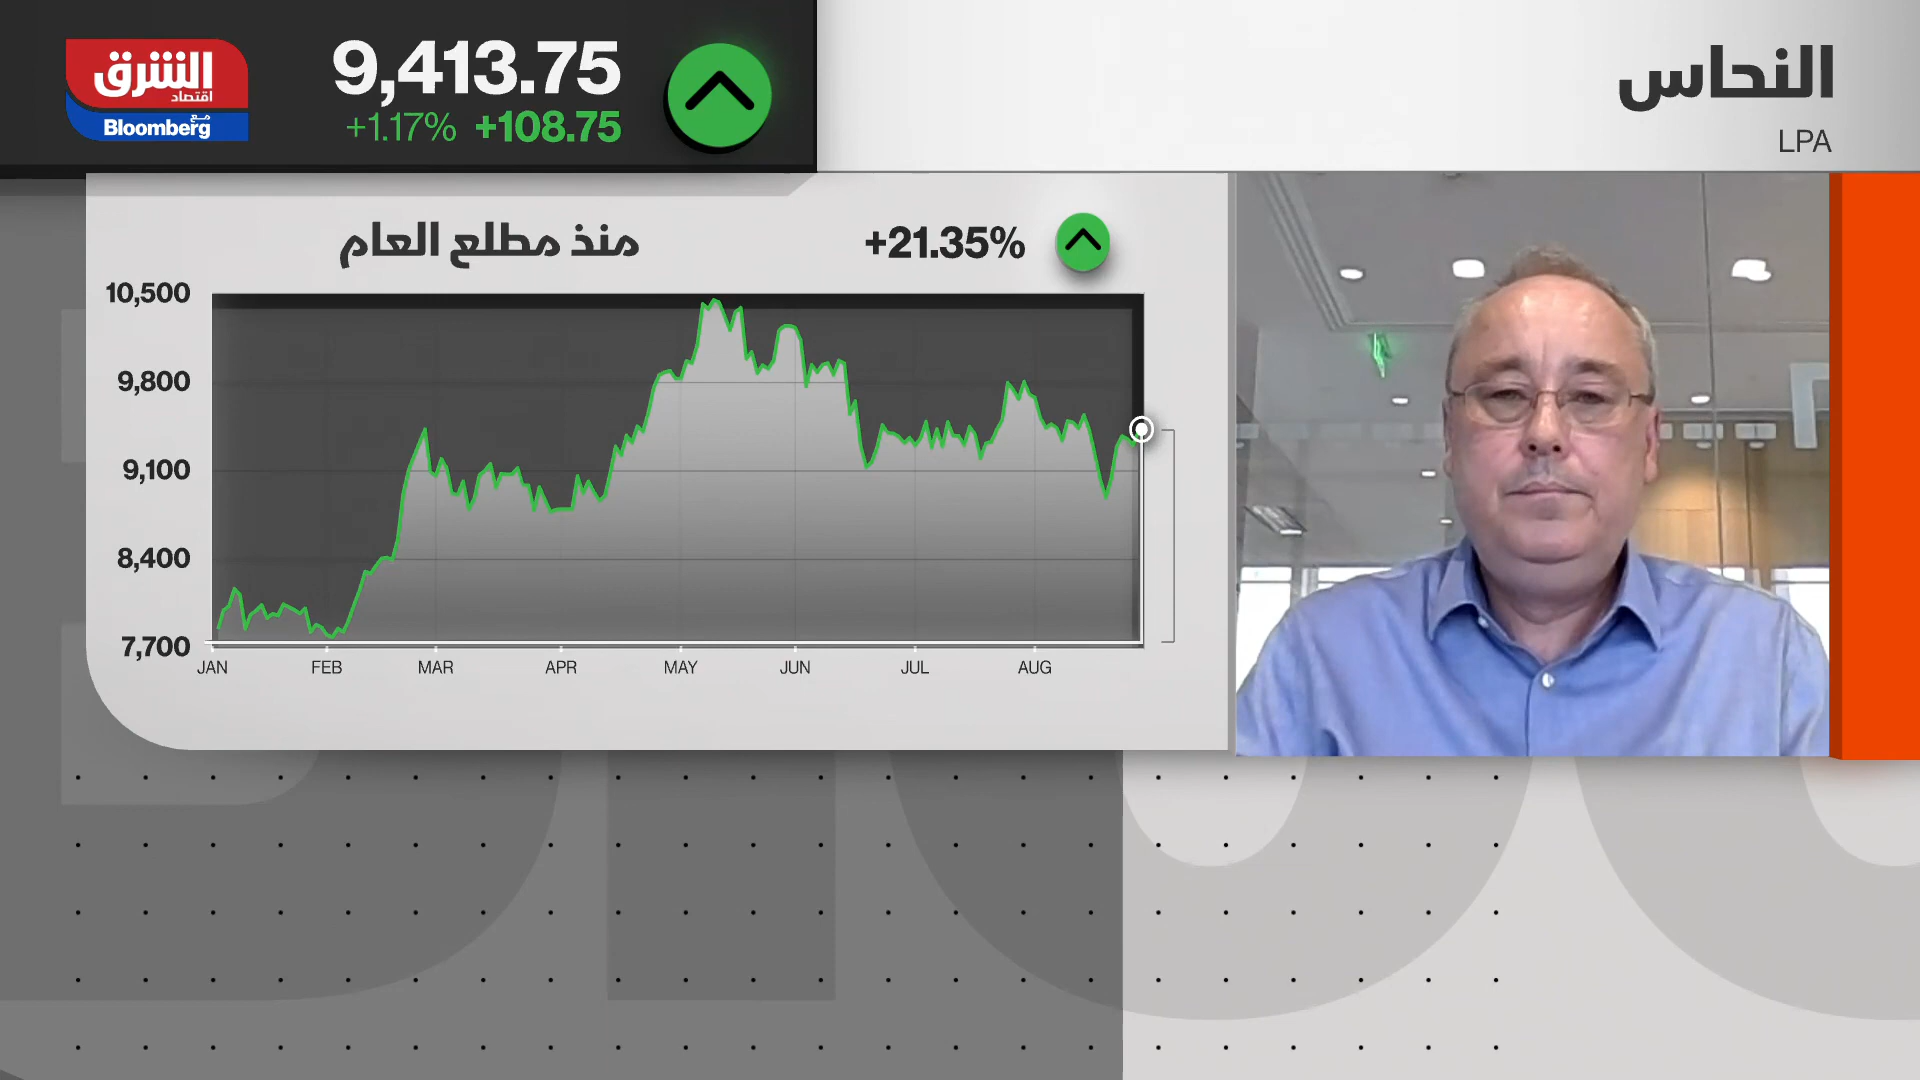 النحاس
LPA
9,413.75
+1.17% +108.75
الشرق
اقتصاد
مع
Bloomberg
منذ مطلع العام
+21.35%
10,500
9,800
9,100
8,400
7,700
JAN FEB MAR APR MAY JUN JUL AUG